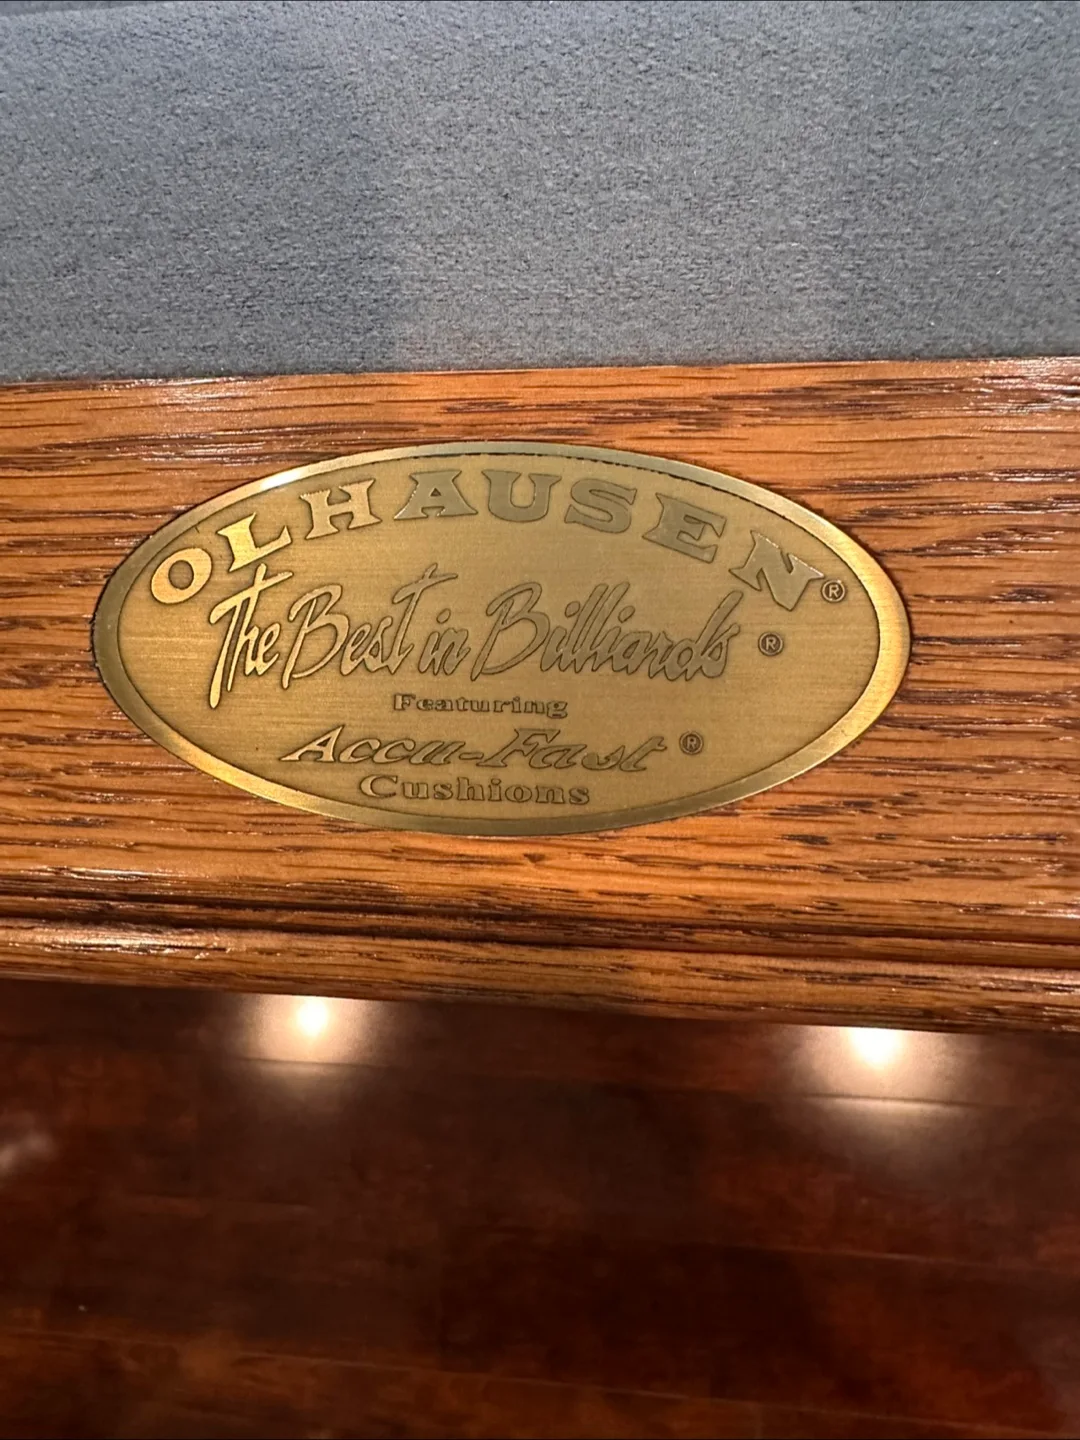 OLHAUSEN®
The Best in Billiards®
Featuring
Accu-Fast®
Cushions